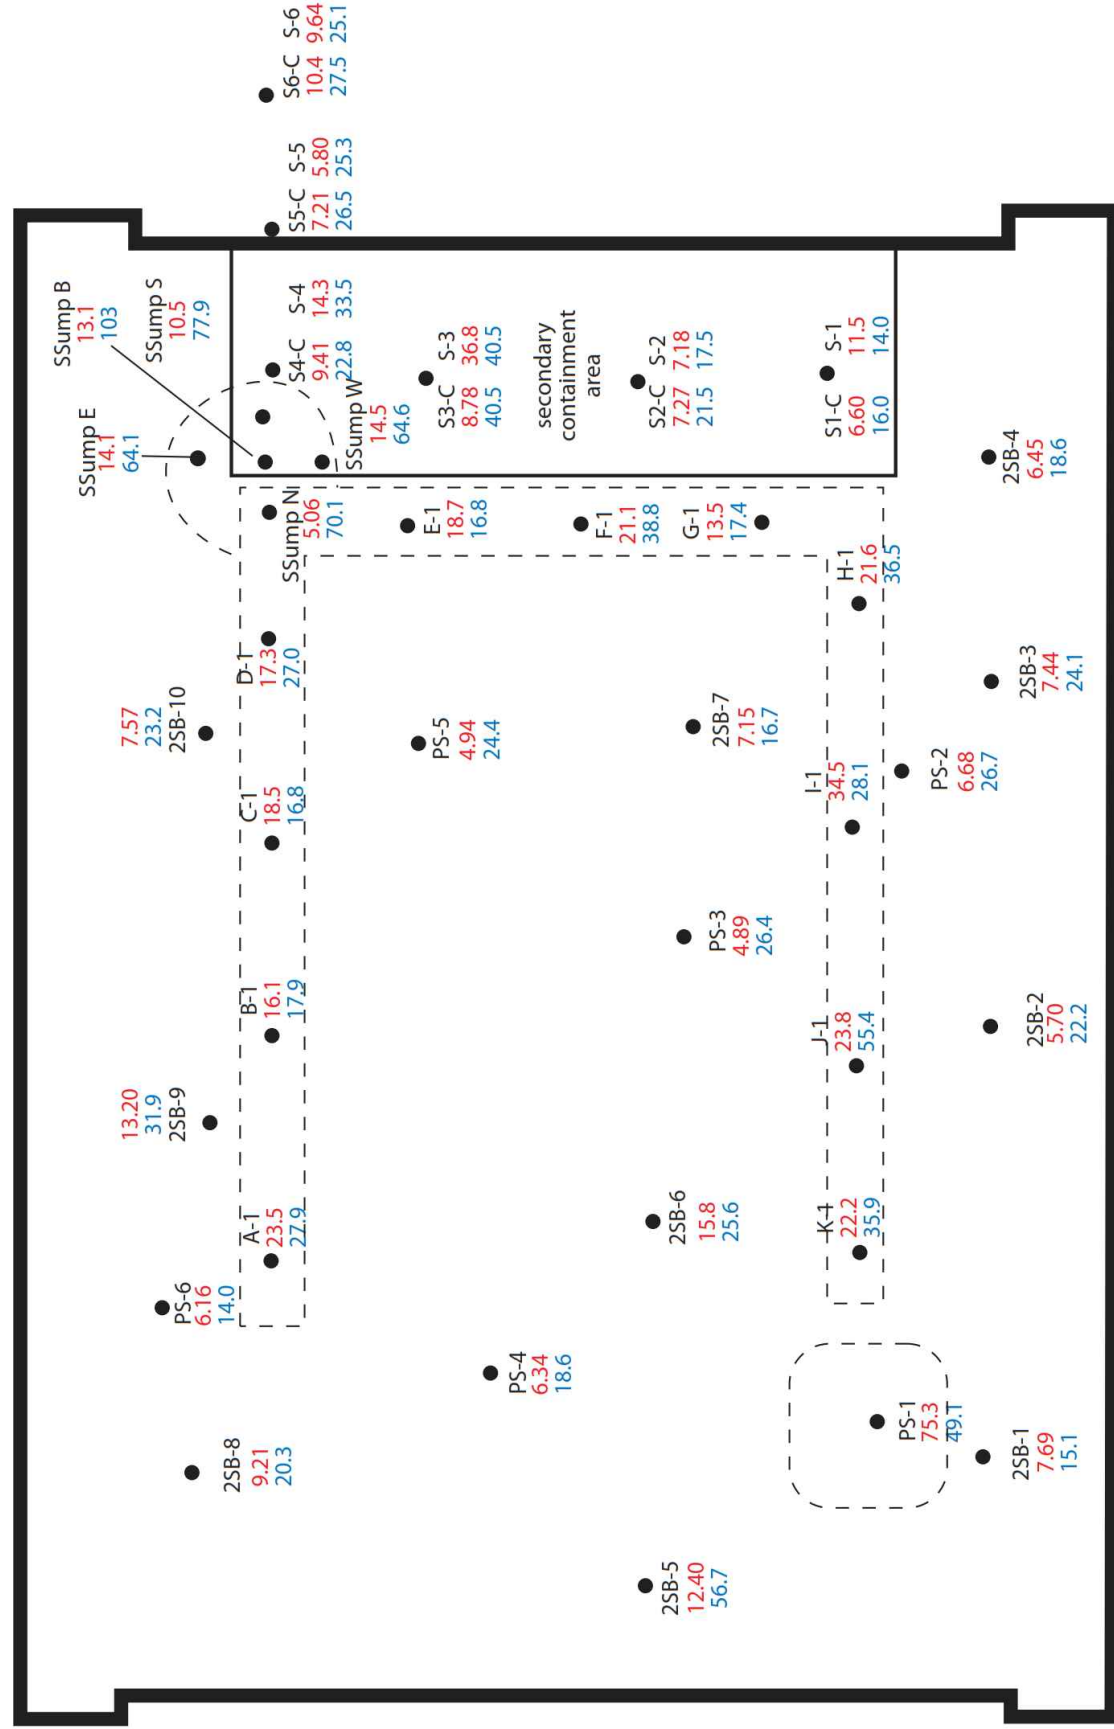 S6-C S-6
10.4 9.64
27.5 25.1
S5-C S-5
7.21 5.80
26.5 25.3
SSump B
13.1
103
SSump S
10.5
77.9
SSump E
14.1
64.1
S4-C S-4
9.41 14.3
22.8 33.5
SSump W
14.5
64.6
S3-C S-3
8.78 36.8
40.5 40.5
secondary
containment
area
S2-C S-2
7.27 7.18
21.5 17.5
S1-C S-1
6.60 11.5
16.0 14.0
2SB-4
6.45
18.6
SSump N
5.06
70.1
E-1
18.7
16.8
F-1
21.1
38.8
G-1
13.5
17.4
H-1
21.6
36.5
7.57
23.2
2SB-10
D-1
17.3
27.0
PS-5
4.94
24.4
2SB-7
7.15
16.7
2SB-3
7.44
24.1
PS-2
6.68
26.7
C-1
18.5
16.8
I-1
34.5
28.1
PS-3
4.89
26.4
B-1
16.1
17.9
J-1
23.8
55.4
2SB-2
5.70
22.2
13.20
31.9
2SB-9
A-1
23.5
27.9
2SB-6
15.8
25.6
K-1
22.2
35.9
PS-6
6.16
14.0
PS-4
6.34
18.6
PS-1
75.3
49.1
2SB-8
9.21
20.3
2SB-1
7.69
15.1
2SB-5
12.40
56.7